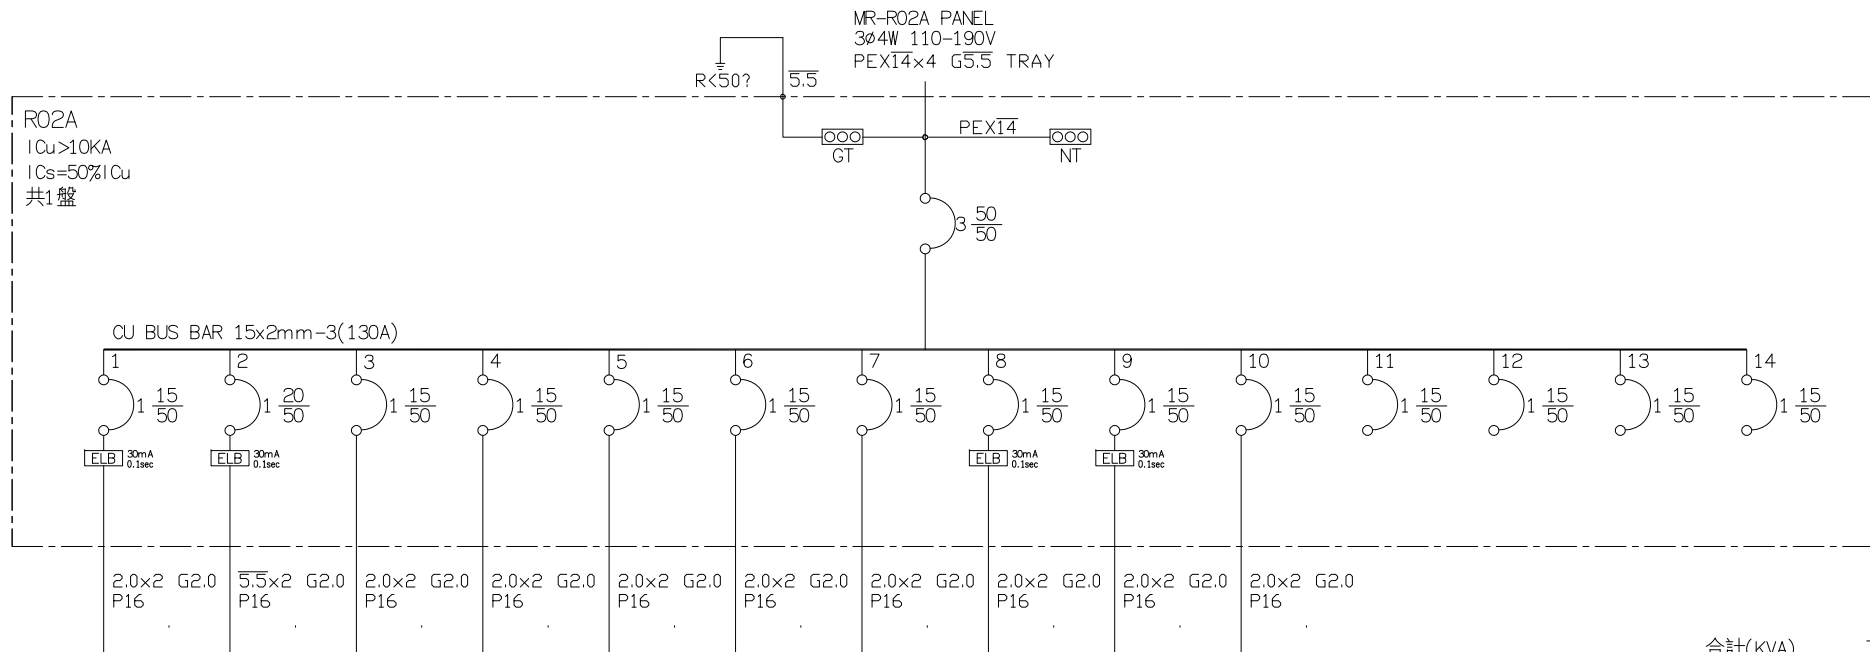 MR-R02A PANEL
3ø4W 110-190V
PEX14×4 G5.5 TRAY
R<50?
5.5
R02A
ICu>10KA
ICs=50%ICu
共1盤
GT
PEX14
NT
3 50/50
CU BUS BAR 15x2mm-3(130A)
1 2 3 4 5 6 7 8 9 10 11 12 13 14
1 15/50 1 20/50 1 15/50 1 15/50 1 15/50 1 15/50 1 15/50 1 15/50 1 15/50 1 15/50 1 15/50 1 15/50 1 15/50 1 15/50
ELB 30mA 0.1sec ELB 30mA 0.1sec ELB 30mA 0.1sec ELB 30mA 0.1sec
2.0×2 G2.0 5.5×2 G2.0 2.0×2 G2.0 2.0×2 G2.0 2.0×2 G2.0 2.0×2 G2.0 2.0×2 G2.0 2.0×2 G2.0 2.0×2 G2.0 2.0×2 G2.0
P16 P16 P16 P16 P16 P16 P16 P16 P16 P16
合計(KVA)